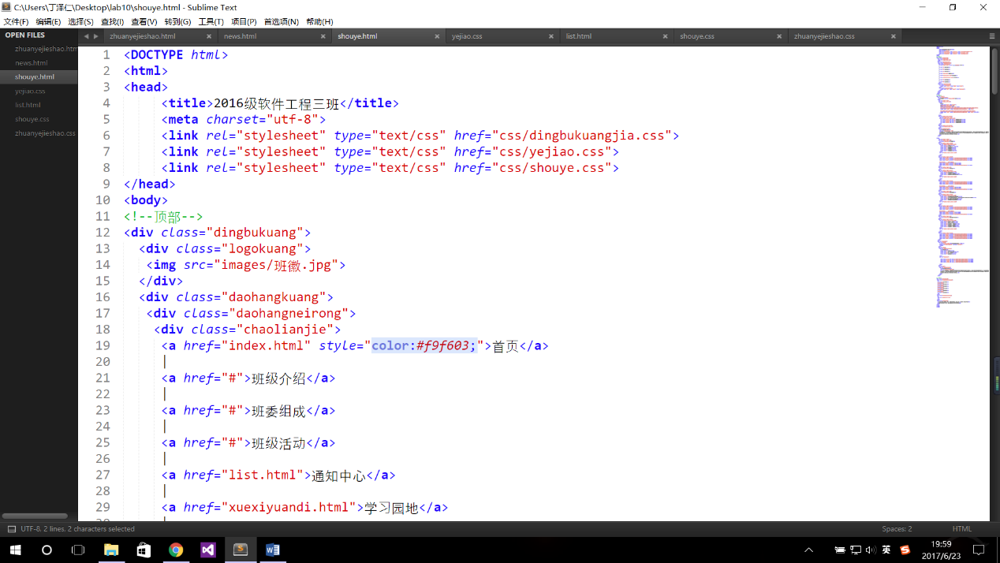 C:\Users\丁泽仁\Desktop\lab10\shouye.html - Sublime Text
文件(F) 编辑(E) 选择(S) 查找(I) 查看(V) 转到(G) 工具(T) 项目(P) 首选项(N) 帮助(H)
OPEN FILES
zhuanyejieshao.htm
news.html
shouye.html
yejiao.css
list.html
shouye.css
zhuanyejieshao.css
zhuanyejieshao.html news.html shouye.html yejiao.css list.html shouye.css zhuanyejieshao.css
1 <DOCTYPE html>
2 <html>
3 <head>
4 <title>2016级软件工程三班</title>
5 <meta charset="utf-8">
6 <link rel="stylesheet" type="text/css" href="css/dingbukuangjia.css">
7 <link rel="stylesheet" type="text/css" href="css/yejiao.css">
8 <link rel="stylesheet" type="text/css" href="css/shouye.css">
9 </head>
10 <body>
11 <!--顶部-->
12 <div class="dingbukuang">
13 <div class="logokuang">
14 <img src="images/班徽.jpg">
15 </div>
16 <div class="daohangkuang">
17 <div class="daohangneirong">
18 <div class="chaolianjie">
19 <a href="index.html" style="color:#f9f603;">首页</a>
20 |
21 <a href="#">班级介绍</a>
22 |
23 <a href="#">班委组成</a>
24 |
25 <a href="#">班级活动</a>
26 |
27 <a href="list.html">通知中心</a>
28 |
29 <a href="xuexiyuandi.html">学习园地</a>
UTF-8, 2 lines, 2 characters selected
Spaces: 2
HTML
英
19:59
2017/6/23